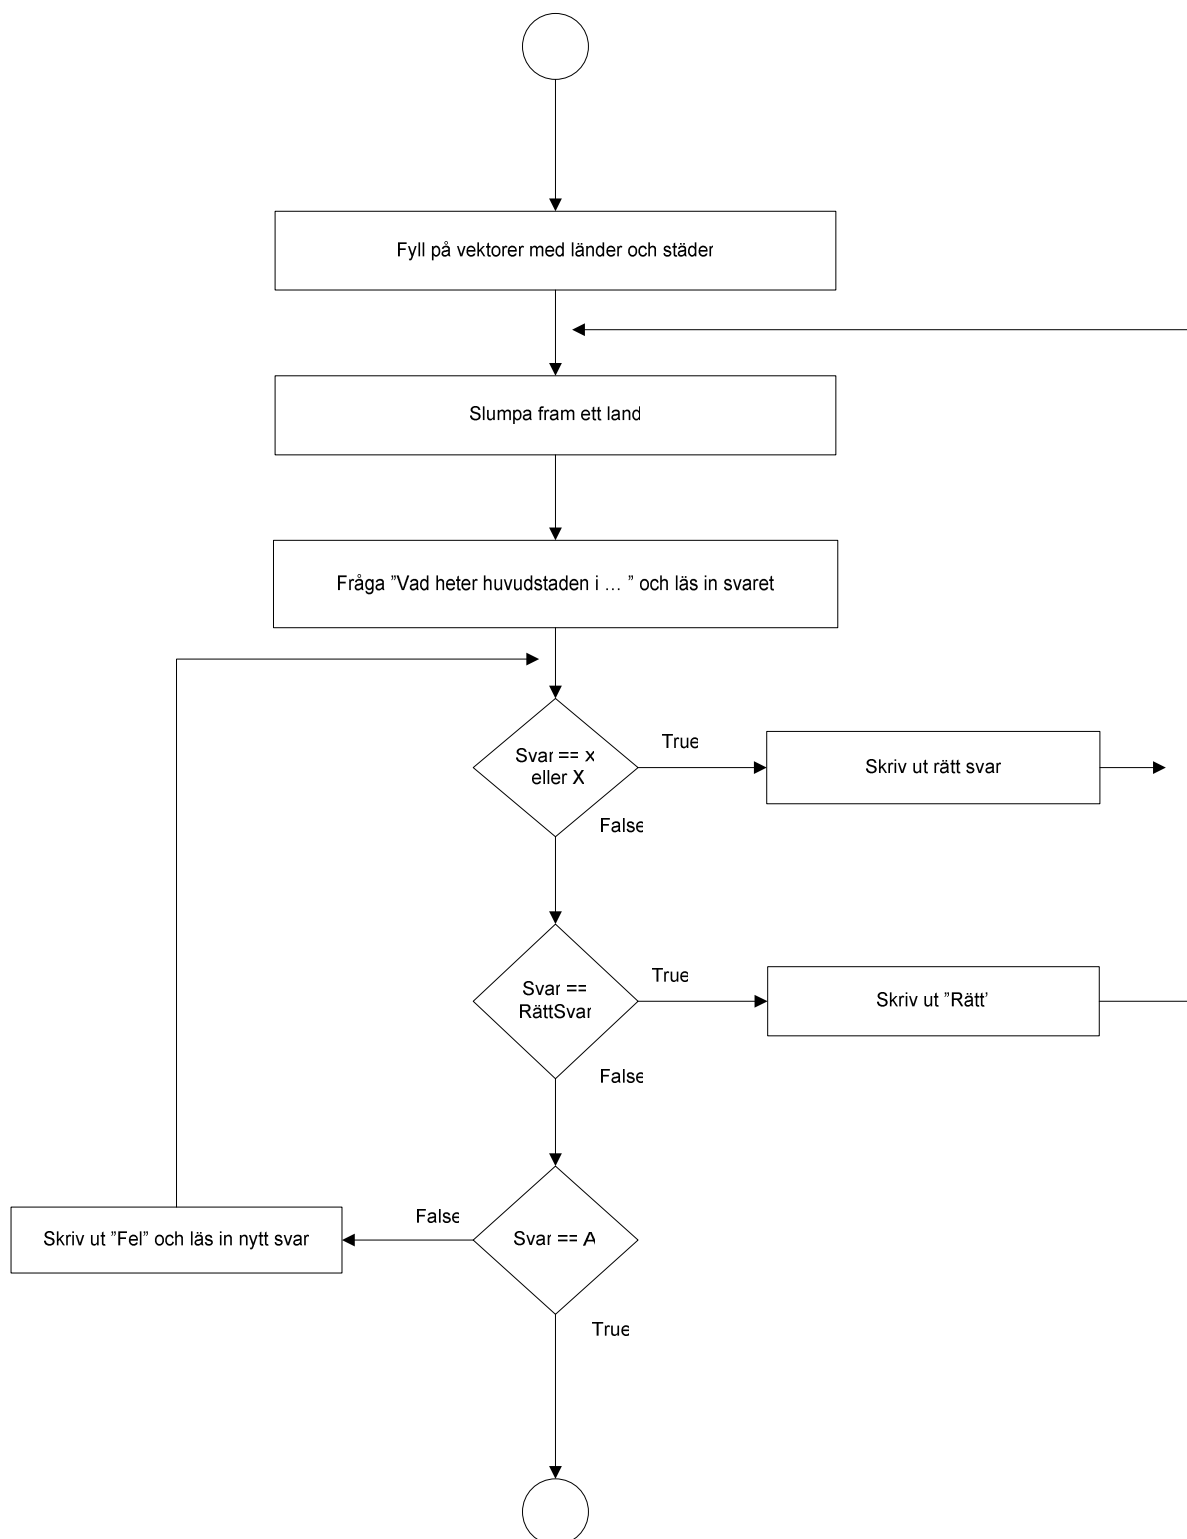 Fyll på vektorer med länder och städer
Slumpa fram ett land
Fråga ”Vad heter huvudstaden i … ” och läs in svaret
Svar == x
eller X
True
Skriv ut rätt svar
False
Svar ==
RättSvar
True
Skriv ut ”Rätt’
False
Svar == A
False
Skriv ut ”Fel” och läs in nytt svar
True